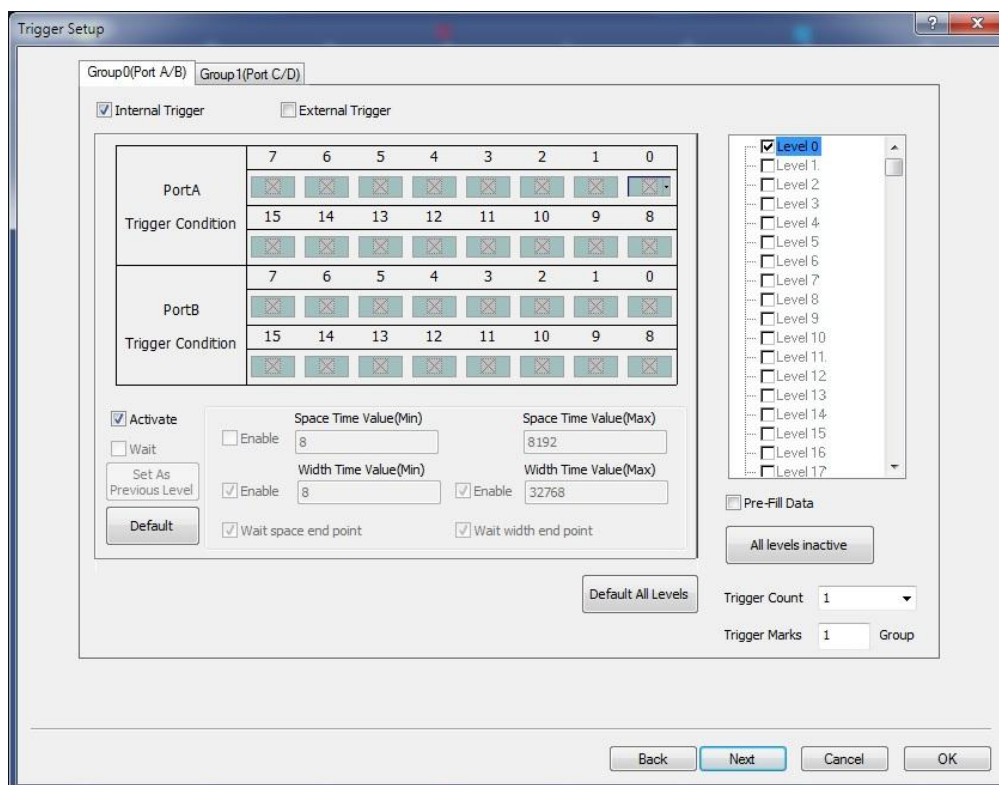 Trigger Setup
Group0(Port A/B) Group1(Port C/D)
Internal Trigger External Trigger
7 6 5 4 3 2 1 0
PortA
Trigger Condition
15 14 13 12 11 10 9 8
7 6 5 4 3 2 1 0
PortB
Trigger Condition
15 14 13 12 11 10 9 8
Activate
Wait
Set As
Previous Level
Default
Space Time Value(Min) Space Time Value(Max)
Enable 8 8192
Width Time Value(Min) Width Time Value(Max)
Enable 8 Enable 32768
Wait space end point Wait width end point
Default All Levels
Level 0
Level 1
Level 2
Level 3
Level 4
Level 5
Level 6
Level 7
Level 8
Level 9
Level 10
Level 11
Level 12
Level 13
Level 14
Level 15
Level 16
Level 17
Pre-Fill Data
All levels inactive
Trigger Count 1
Trigger Marks 1 Group
Back Next Cancel OK